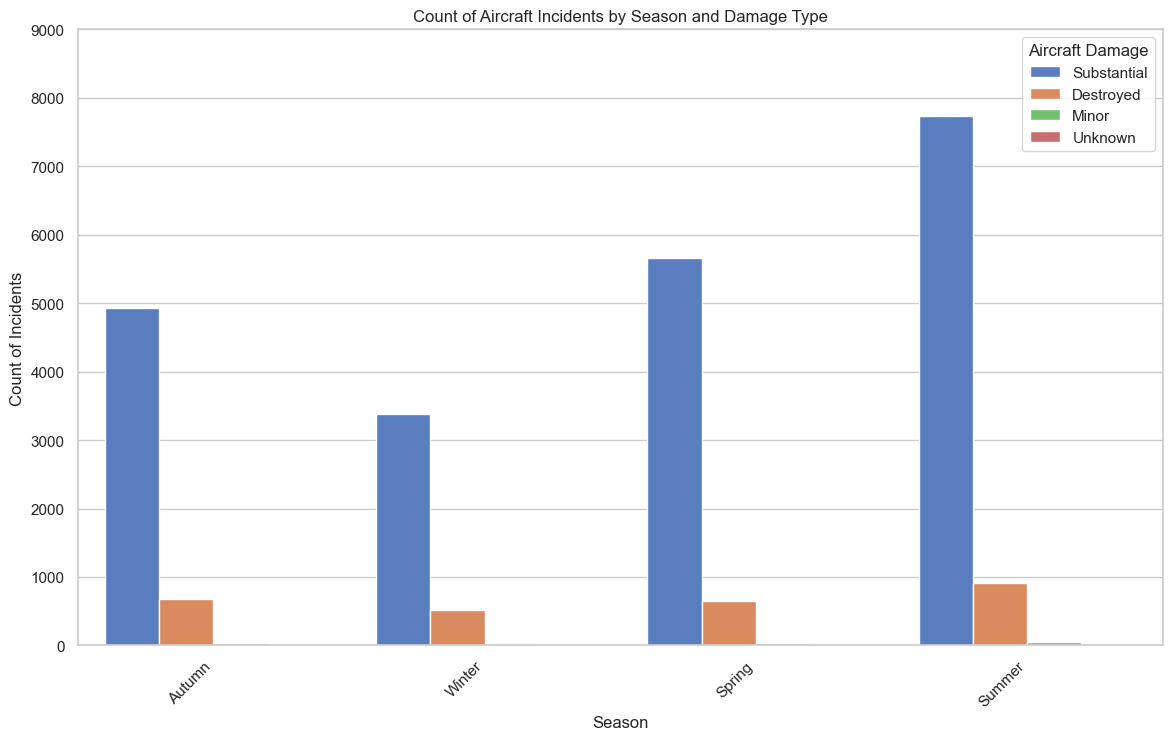 Count of Aircraft Incidents by Season and Damage Type
9000
8000
7000
6000
5000
4000
3000
2000
1000
0
Count of Incidents
Aircraft Damage
Substantial
Destroyed
Minor
Unknown
Autumn
Winter
Spring
Summer
Season